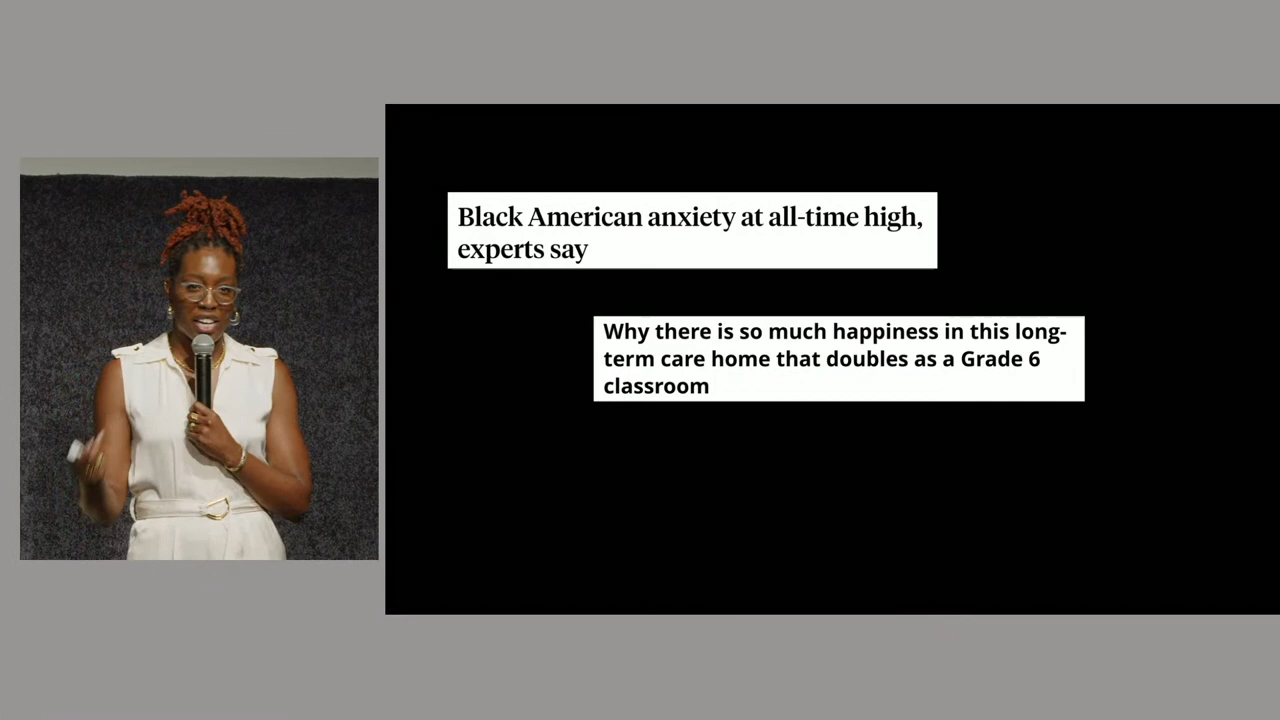 Black American anxiety at all-time high,
experts say
Why there is so much happiness in this long-
term care home that doubles as a Grade 6
classroom